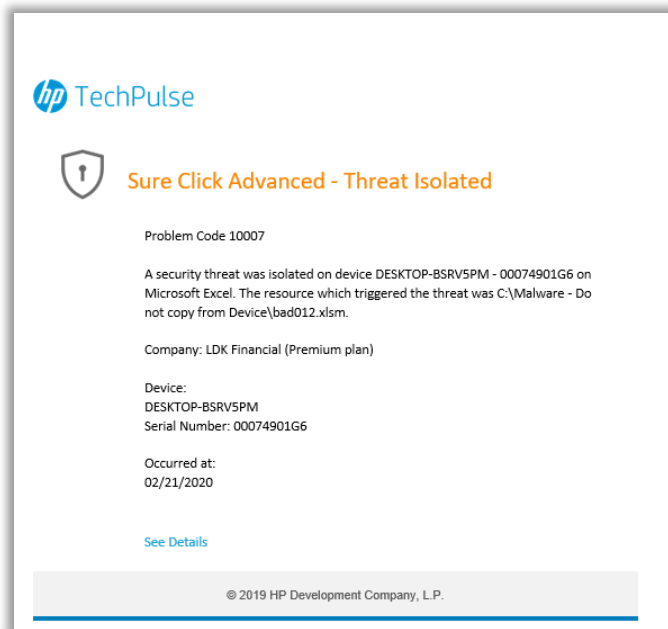 hp TechPulse
Sure Click Advanced - Threat Isolated
Problem Code 10007
A security threat was isolated on device DESKTOP-BSRV5PM - 00074901G6 on
Microsoft Excel. The resource which triggered the threat was C:\Malware - Do
not copy from Device\bad012.xlsm.
Company: LDK Financial (Premium plan)
Device:
DESKTOP-BSRV5PM
Serial Number: 00074901G6
Occurred at:
02/21/2020
See Details
© 2019 HP Development Company, L.P.